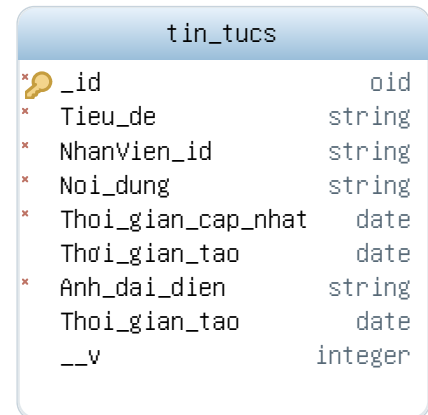 tin_tucs
_id oid
Tieu_de string
NhanVien_id string
Noi_dung string
Thoi_gian_cap_nhat date
Thơi_gian_tao date
Anh_dai_dien string
Thoi_gian_tao date
__v integer